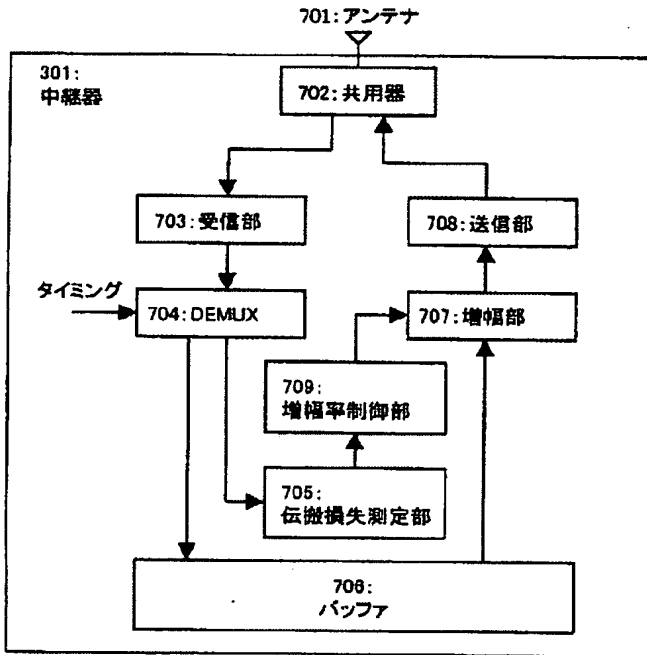 701:アンテナ
301:
中継器
702:共用器
703:受信部
708:送信部
タイミング
704:DEMUX
707:増幅部
709:
増幅率制御部
705:
伝搬損失測定部
706:
バッファ